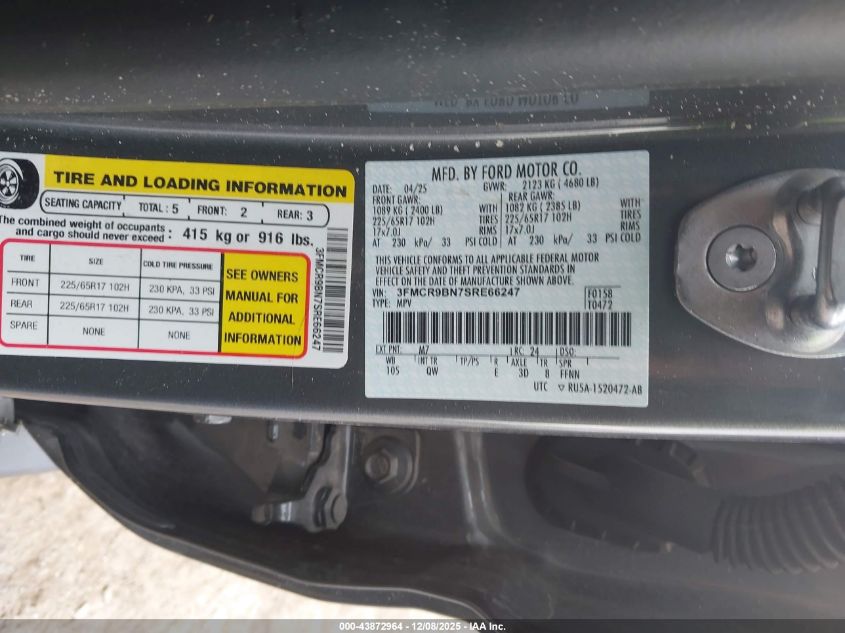 TIRE AND LOADING INFORMATION
SEATING CAPACITY TOTAL : 5 FRONT: 2 REAR: 3
The combined weight of occupants
and cargo should never exceed : 415 kg or 916 lbs.
TIRE SIZE COLD TIRE PRESSURE
FRONT 225/65R17 102H 230 KPA, 33 PSI
REAR 225/65R17 102H 230 KPA, 33 PSI
SPARE NONE NONE
SEE OWNERS
MANUAL FOR
ADDITIONAL
INFORMATION
3FMCR9BN7SRE66247
MFD. BY FORD MOTOR CO.
DATE: 04/25 GVWR: 2123 KG ( 4680 LB)
FRONT GAWR: REAR GAWR:
1089 KG ( 2400 LB) WITH 1082 KG ( 2385 LB) WITH
225/65R17 102H TIRES 225/65R17 102H TIRES
17x7.0J RIMS 17x7.0J RIMS
AT 230 kPa/ 33 PSI COLD AT 230 kPa/ 33 PSI COLD
THIS VEHICLE CONFORMS TO ALL APPLICABLE FEDERAL MOTOR
VEHICLE SAFETY AND THEFT PREVENTION STANDARDS IN
EFFECT ON THE DATE OF MANUFACTURE SHOWN ABOVE.
VIN: 3FMCR9BN7SRE66247 F0158
TYPE: MPV T0472
EXT PNT: M7 RC: 24 DSO:
WB INT TR TP/PS R AXLE TR SPR
105 QW E 3D 8 FFNN
UTC ▽ RU5A-1520472-AB
000-43872964 - 12/08/2025 - IAA Inc.